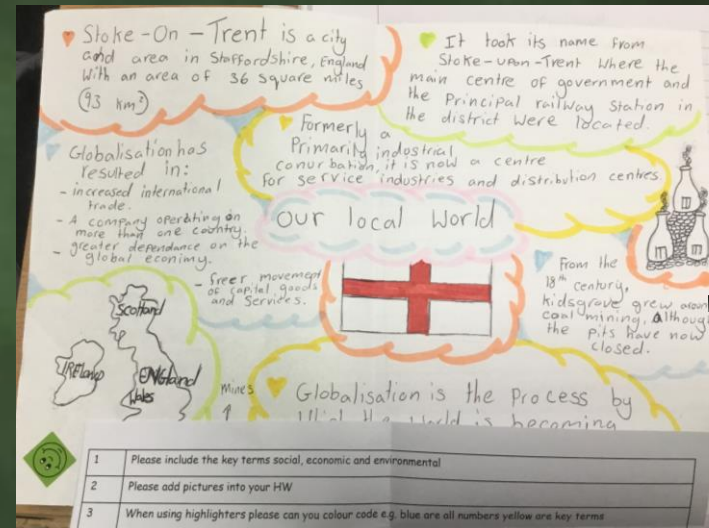 Stoke-On-Trent is a city
and area in Staffordshire, England
With an area of 36 square miles
(93 km²)
It took its name from
Stoke-upon-Trent Where the
main centre of government and
the Principal railway Station in
the district Were located.
Formerly a
Primarily industrial
conurbation, it is now a centre
for service industries and distribution centres
Globalisation has
resulted in:
- increased international
trade.
- A company operating on
more than one country.
- greater dependance on the
global econimy.
- freer movement
of capital goods
and Services.
Our local World
From the
18th century,
kidsgrove grew around
coal mining, Although
the pits have now
closed.
Scotland
IRELAND
ENGland
Wales
Mines
Globalisation is the Process by
Which the World is becoming
1 Please include the key terms social, economic and environmental
2 Please add pictures into your HW
3 When using highlighters please can you colour code e.g. blue are all numbers yellow are key terms